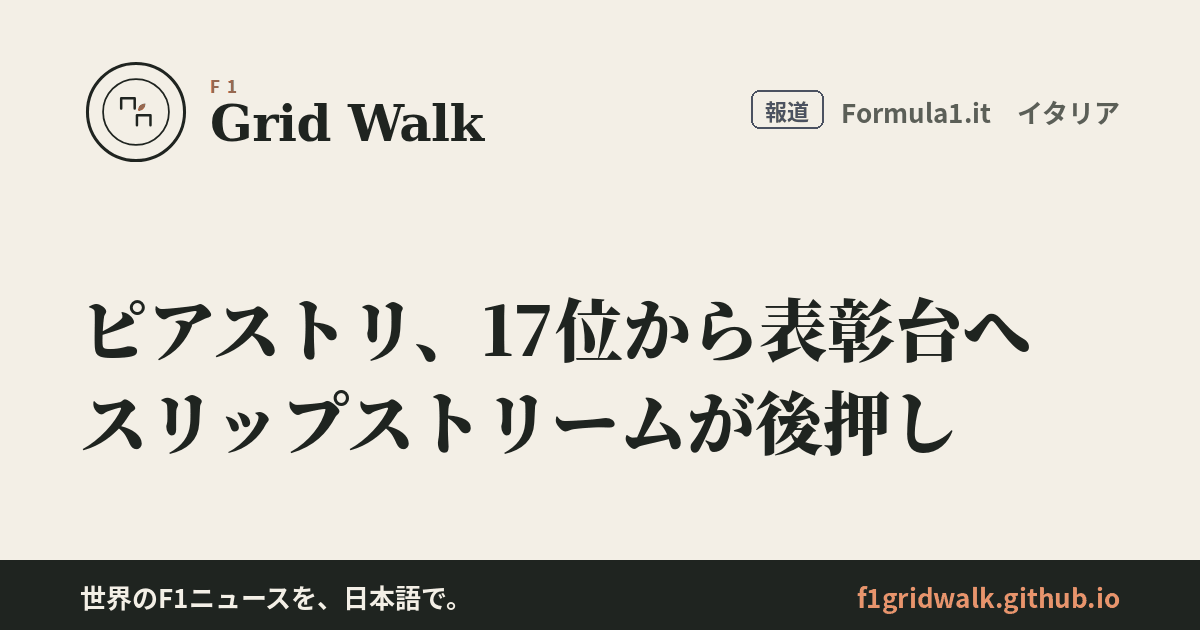 F1
Grid Walk
報道
Formula1.it イタリア
ピアストリ、17位から表彰台へ
スリップストリームが後押し
世界のF1ニュースを、日本語で。
f1gridwalk.github.io